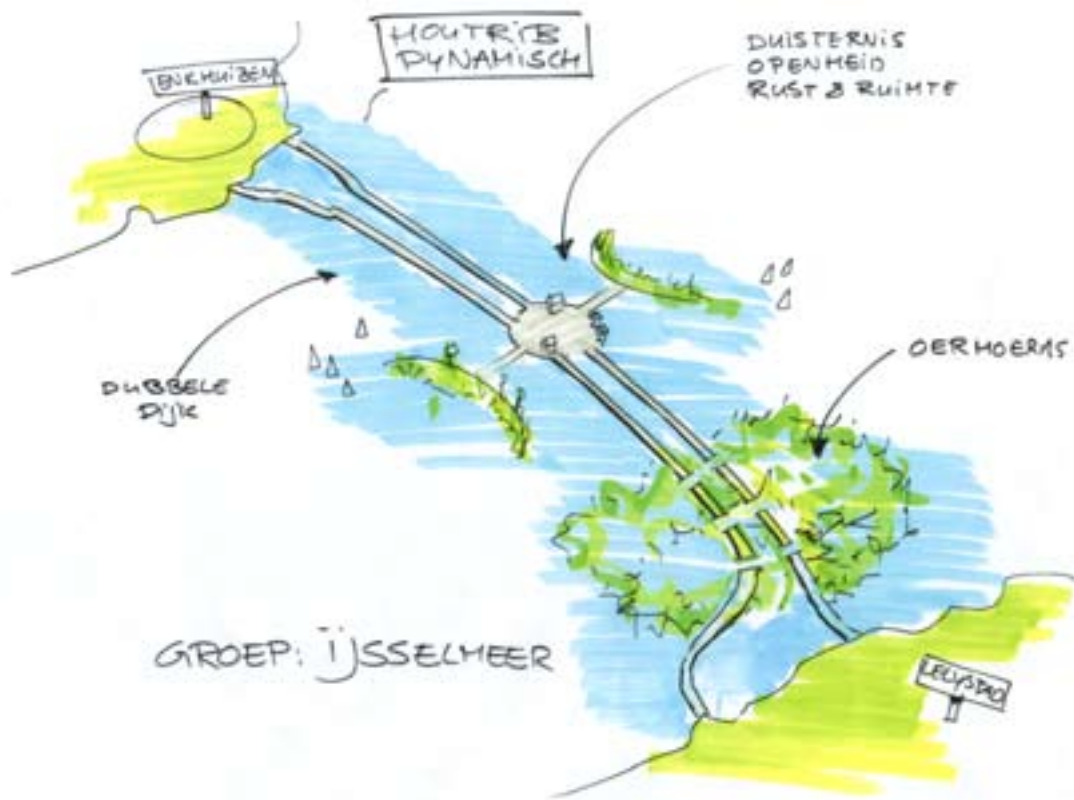 HOUTRIB
DYNAMISCH
ENKHUIZEN
DUISTERNIS
OPENHEID
RUST & RUIMTE
DUBBELE
Dijk
OERMOERAS
GROEP: IJSSELMEER
LELYSTAD